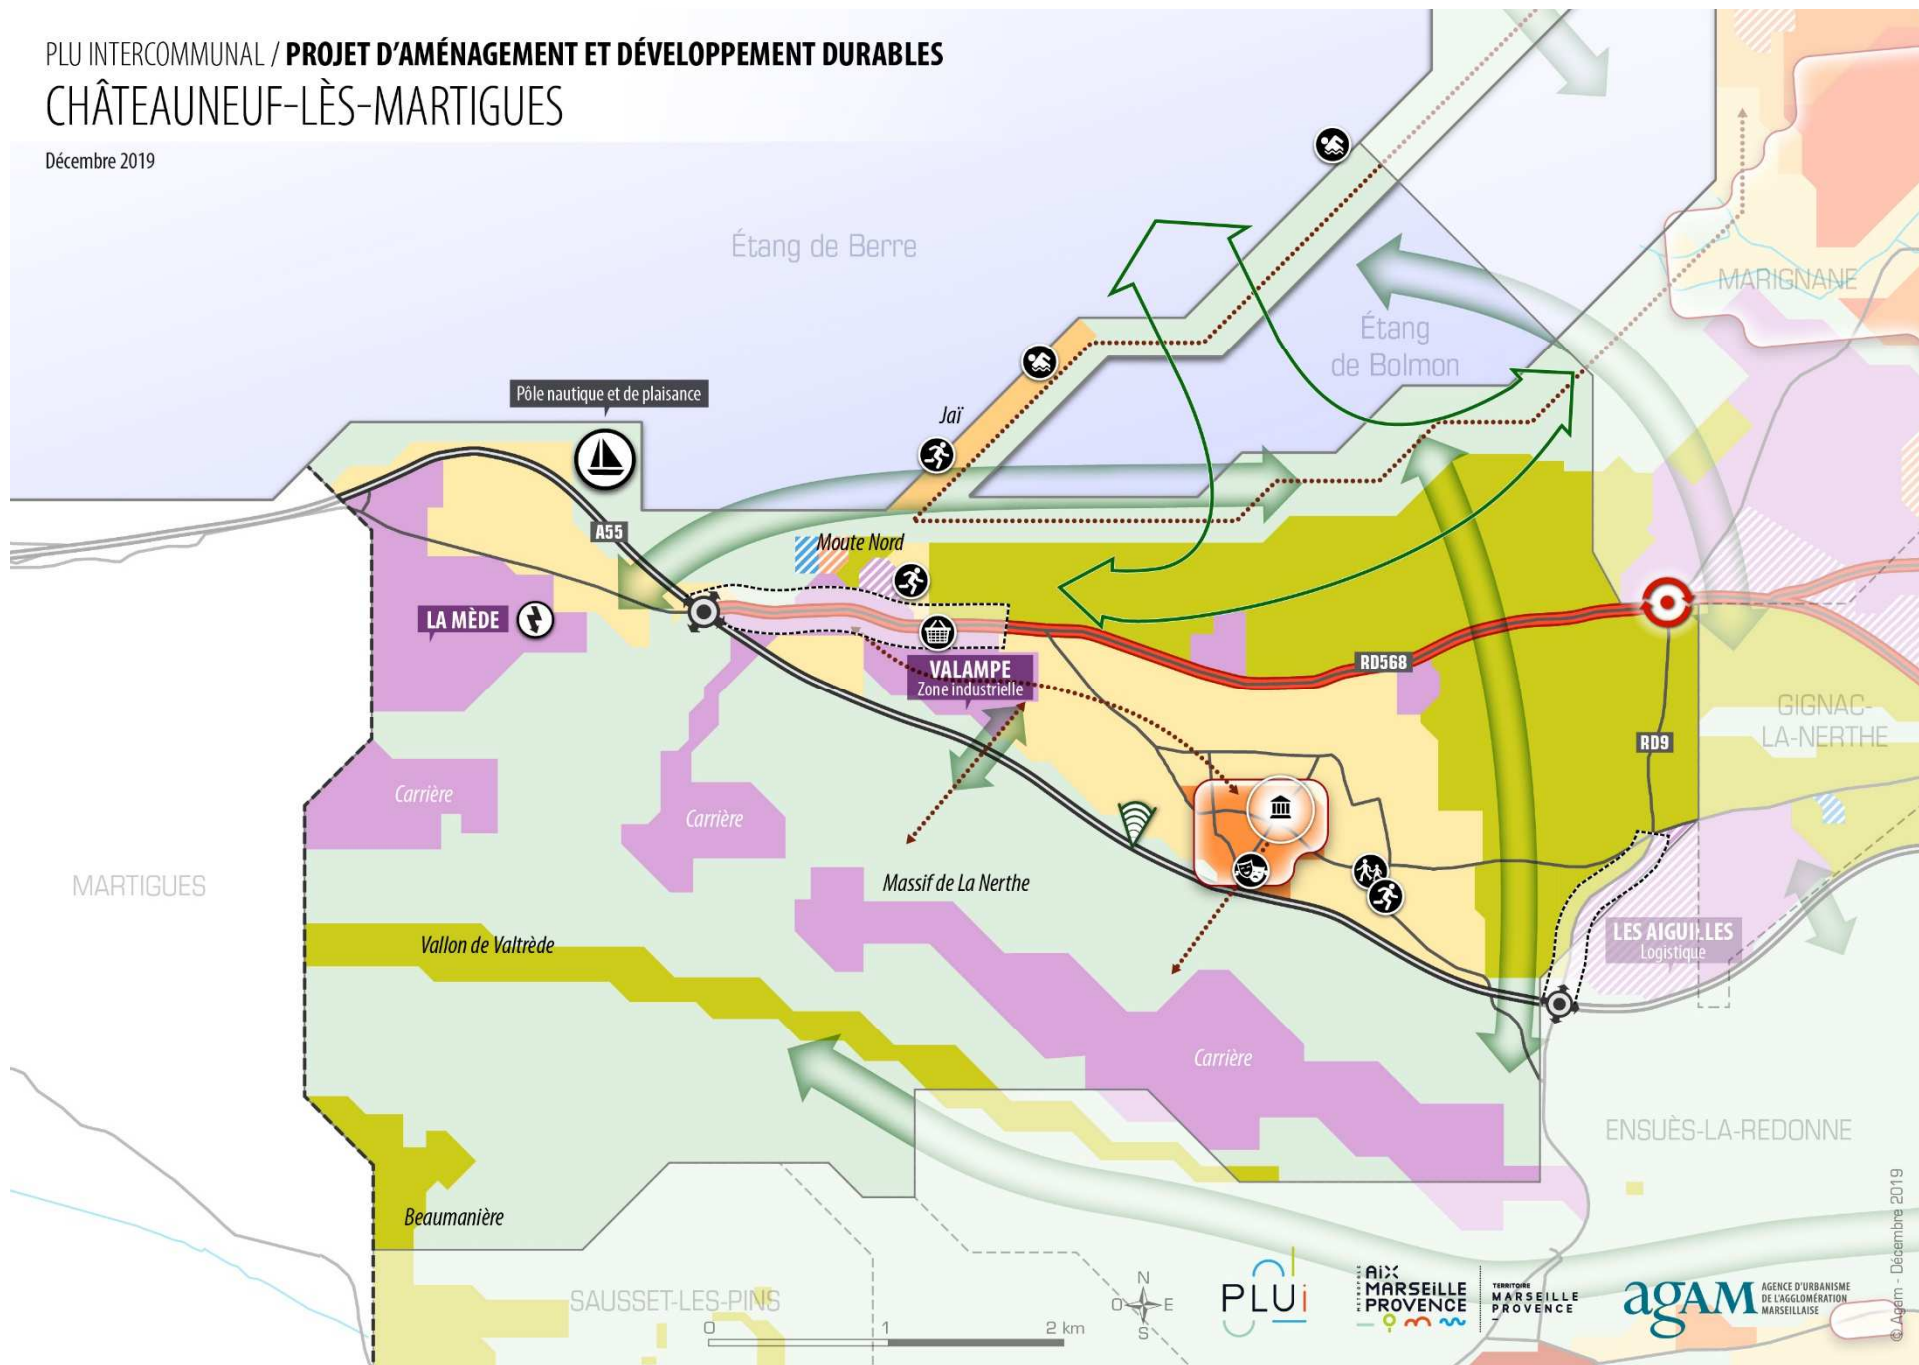 PLU INTERCOMMUNAL / PROJET D'AMÉNAGEMENT ET DÉVELOPPEMENT DURABLES
CHÂTEAUNEUF-LÈS-MARTIGUES
Décembre 2019
Étang de Berre
MARIGNANE
Étang
de Bolmon
Pôle nautique et de plaisance
Jaï
A55
Moute Nord
LA MÈDE
VALAMPE
Zone industrielle
RD568
GIGNAC-
LA-NERTHE
RD9
Carrière
Carrière
MARTIGUES
Massif de La Nerthe
Vallon de Valtrède
LES AIGUILLES
Logistique
Carrière
ENSUÈS-LA-REDONNE
Beaumanière
SAUSSET-LES-PINS
0 1 2 km
N
O E
S
PLUi
MÉTROPOLE
AIX
MARSEILLE
PROVENCE
TERRITOIRE
MARSEILLE
PROVENCE
agAM
AGENCE D'URBANISME
DE L'AGGLOMÉRATION
MARSEILLAISE
© Agam - Décembre 2019